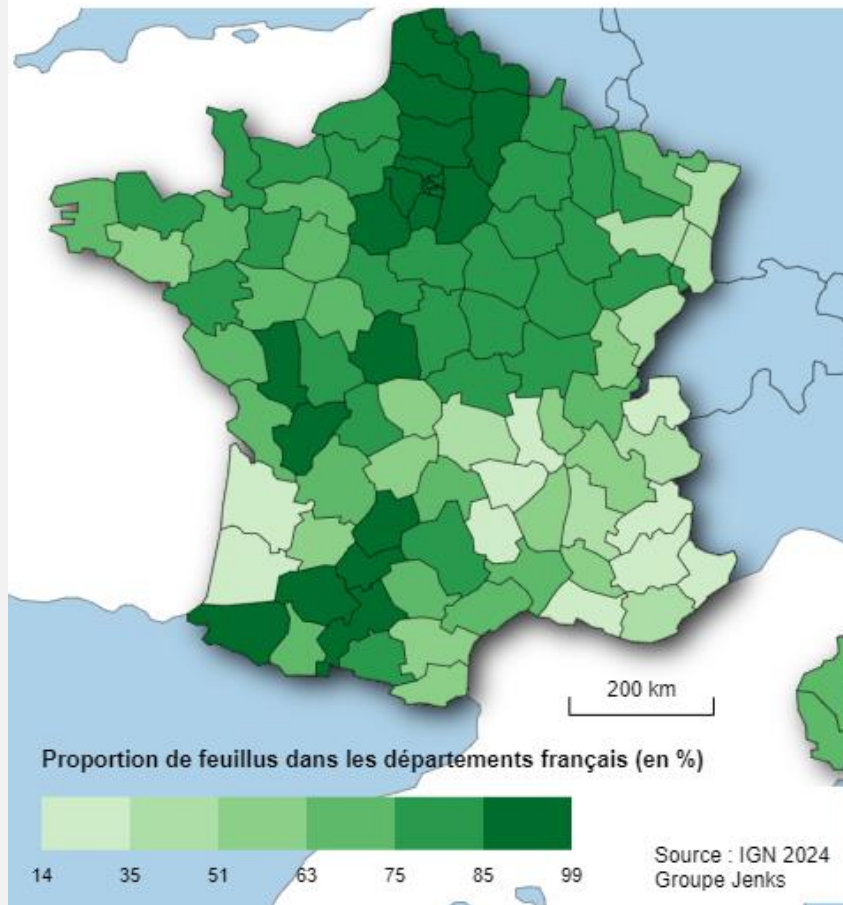 200 km
Proportion de feuillus dans les départements français (en %)
14 35 51 63 75 85 99
Source : IGN 2024
Groupe Jenks